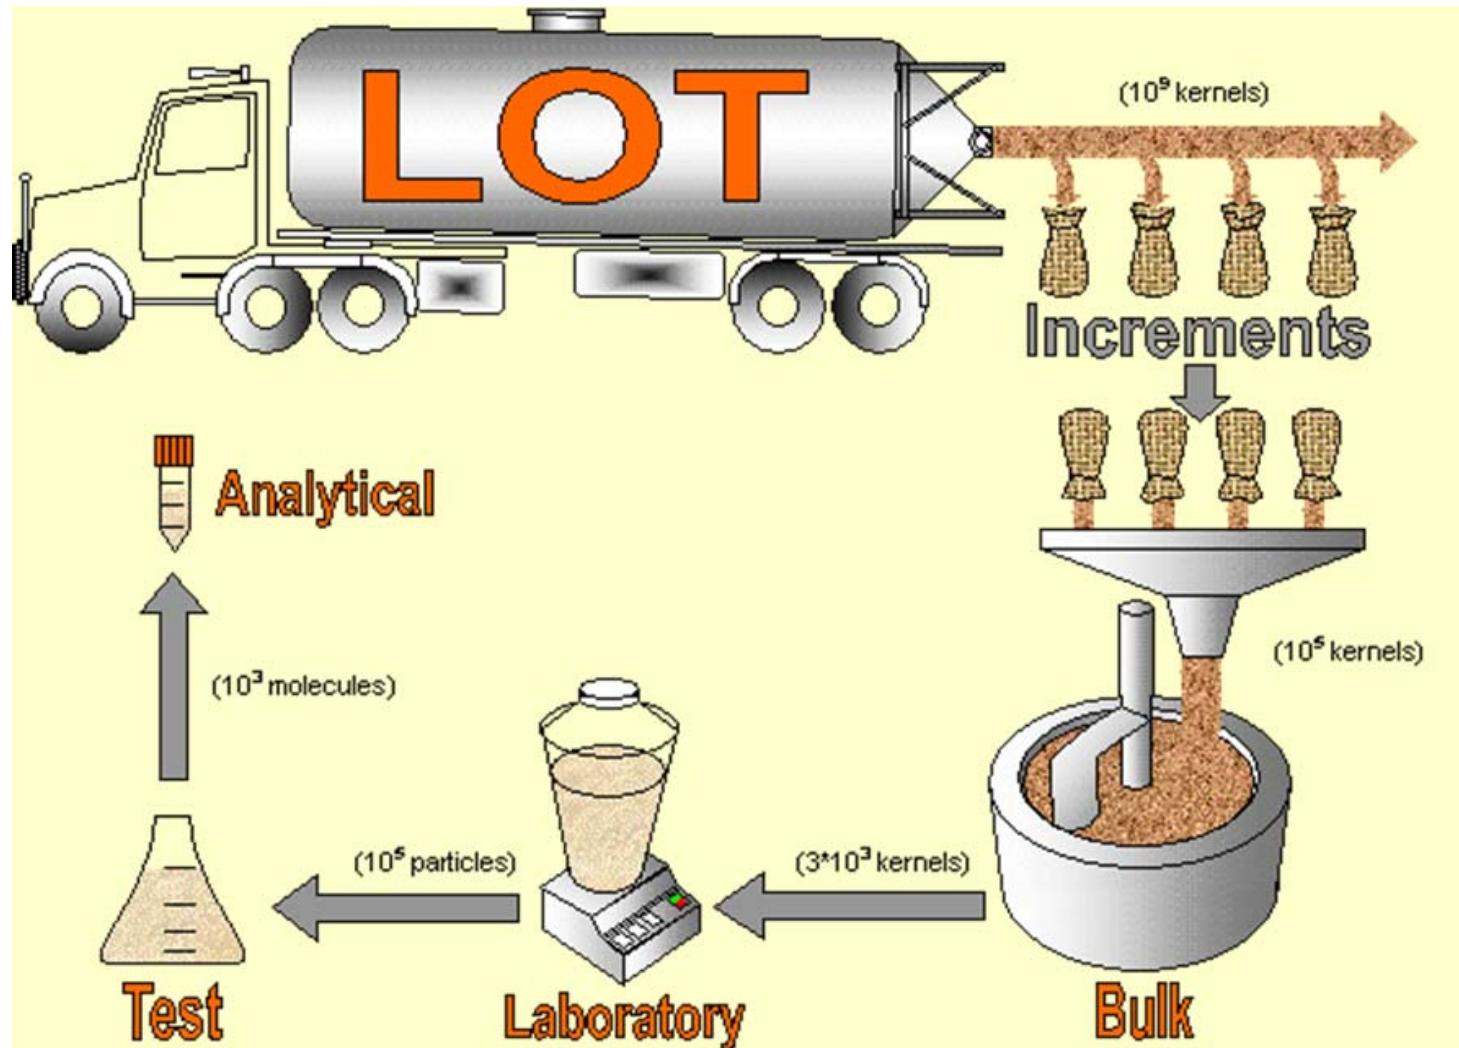 LOT
(10⁹ kernels)
Increments
(10⁵ kernels)
Bulk
(3*10³ kernels)
Laboratory
(10⁵ particles)
Test
(10³ molecules)
Analytical